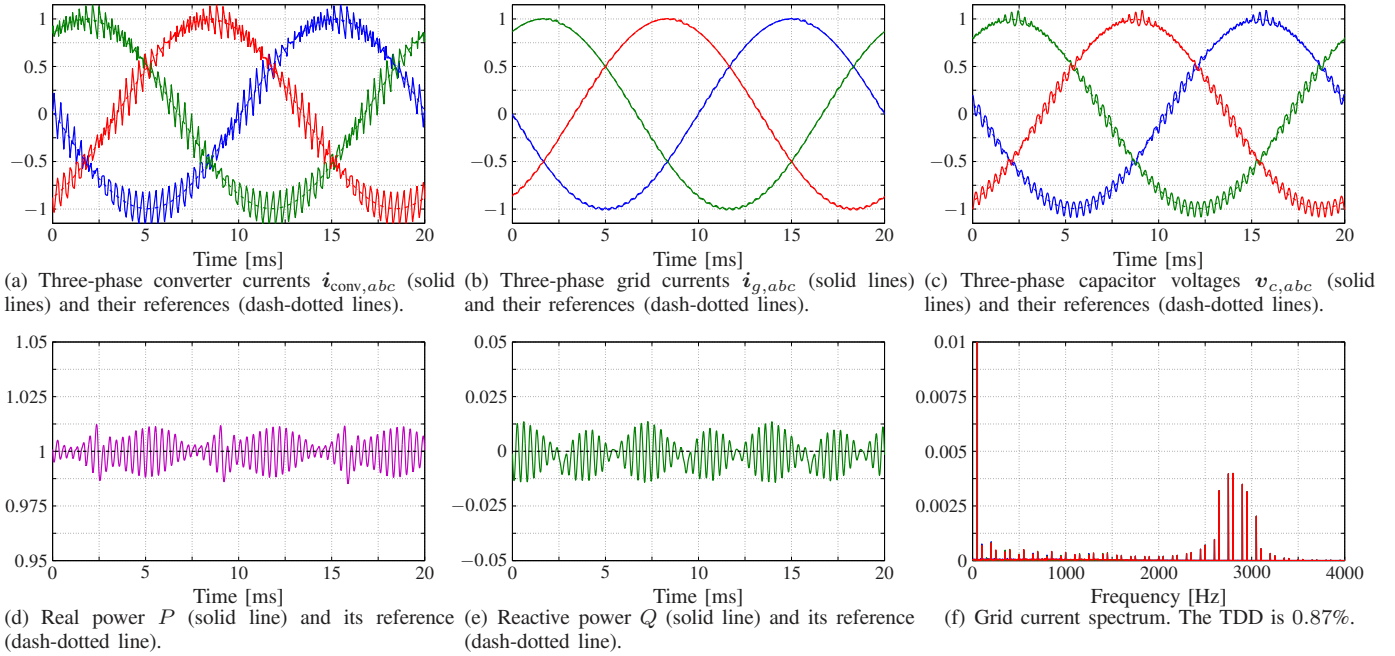 1
0.5
0
−0.5
−1
0 5 10 15 20
Time [ms]
(a) Three-phase converter currents i_conv,abc (solid
lines) and their references (dash-dotted lines).
1
0.5
0
−0.5
−1
0 5 10 15 20
Time [ms]
(b) Three-phase grid currents i_g,abc (solid lines)
and their references (dash-dotted lines).
1
0.5
0
−0.5
−1
0 5 10 15 20
Time [ms]
(c) Three-phase capacitor voltages v_c,abc (solid
lines) and their references (dash-dotted lines).
1.05
1.025
1
0.975
0.95
0 5 10 15 20
Time [ms]
(d) Real power P (solid line) and its reference
(dash-dotted line).
0.05
0.025
0
−0.025
−0.05
0 5 10 15 20
Time [ms]
(e) Reactive power Q (solid line) and its reference
(dash-dotted line).
0.01
0.0075
0.005
0.0025
0
0 1000 2000 3000 4000
Frequency [Hz]
(f) Grid current spectrum. The TDD is 0.87%.